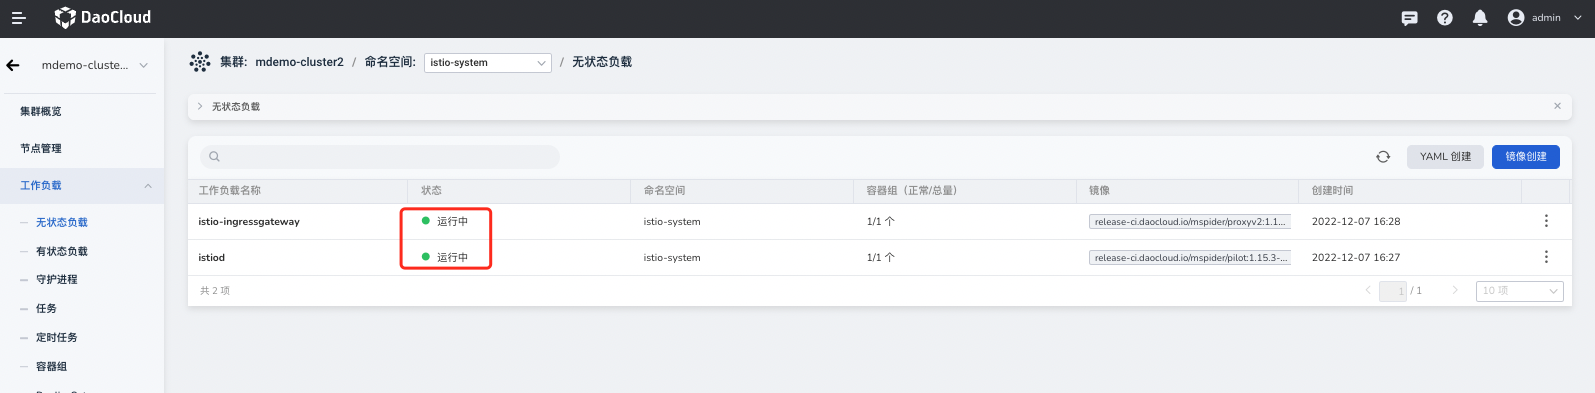 DaoCloud
admin
mdemo-cluste...
集群: mdemo-cluster2 / 命名空间: istio-system / 无状态负载
集群概览
节点管理
工作负载
无状态负载
有状态负载
守护进程
任务
定时任务
容器组
无状态负载
YAML 创建
镜像创建
工作负载名称 状态 命名空间 容器组（正常/总量） 镜像 创建时间
istio-ingressgateway 运行中 istio-system 1/1 个 release-ci.daocloud.io/mspider/proxyv2:1.1... 2022-12-07 16:28
istiod 运行中 istio-system 1/1 个 release-ci.daocloud.io/mspider/pilot:1.15.3-... 2022-12-07 16:27
共 2 项 1 / 1 10 项